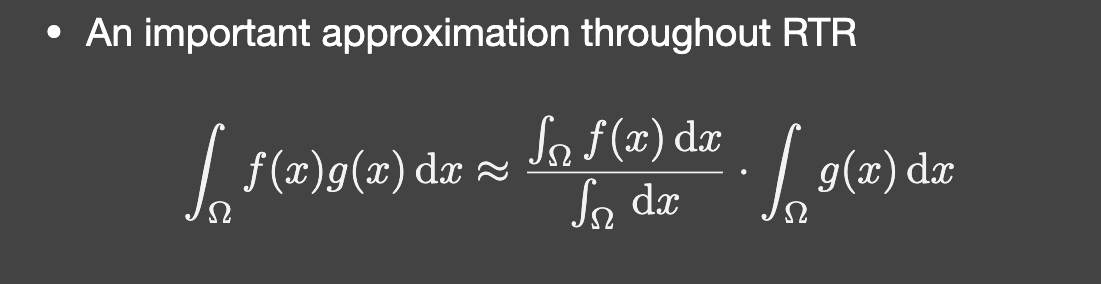 • An important approximation throughout RTR
∫_Ω f(x)g(x) dx ≈ ∫_Ω f(x) dx / ∫_Ω dx · ∫_Ω g(x) dx